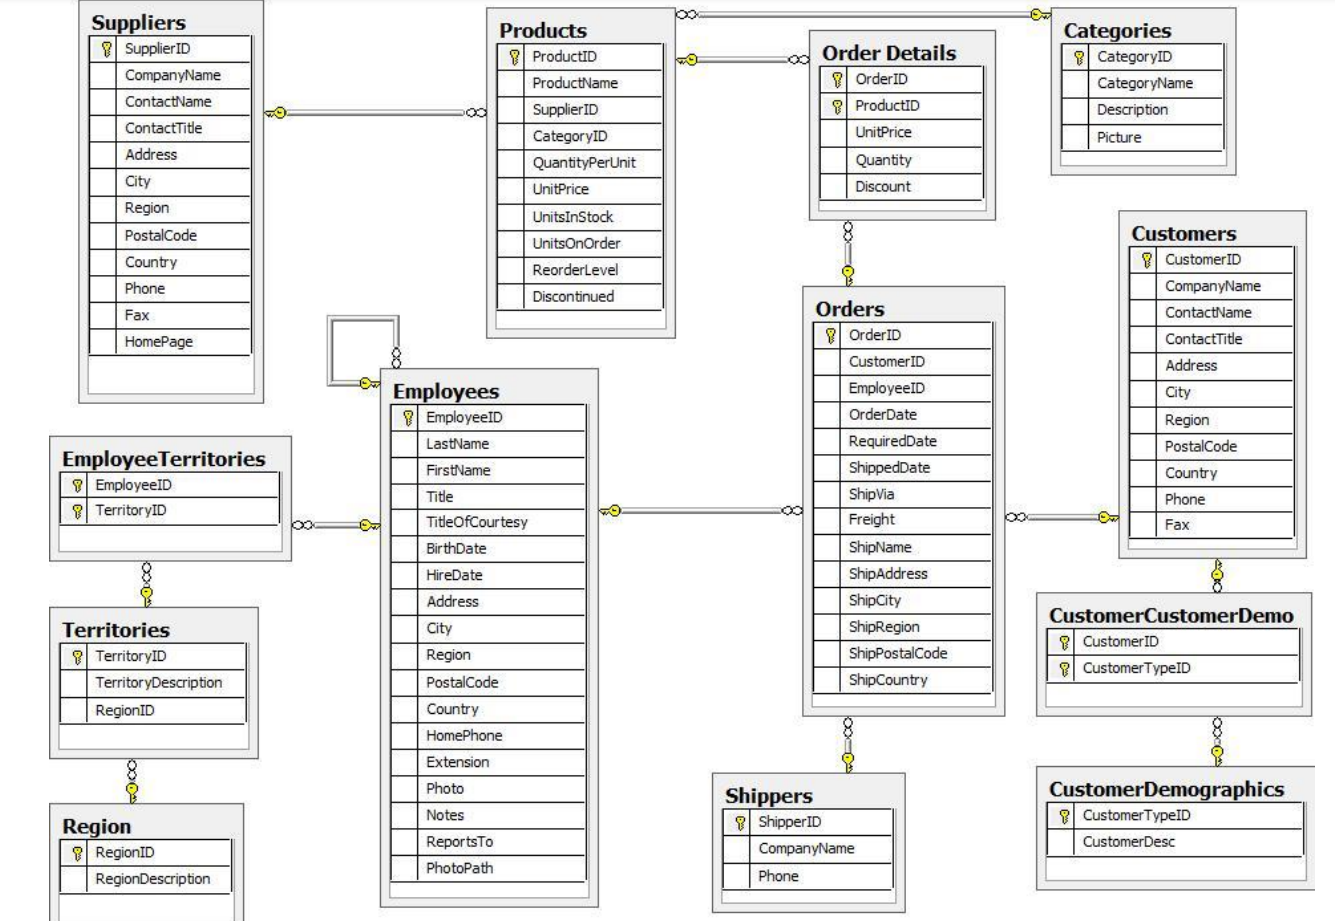 Suppliers
SupplierID
CompanyName
ContactName
ContactTitle
Address
City
Region
PostalCode
Country
Phone
Fax
HomePage
Products
ProductID
ProductName
SupplierID
CategoryID
QuantityPerUnit
UnitPrice
UnitsInStock
UnitsOnOrder
ReorderLevel
Discontinued
Order Details
OrderID
ProductID
UnitPrice
Quantity
Discount
Categories
CategoryID
CategoryName
Description
Picture
Customers
CustomerID
CompanyName
ContactName
ContactTitle
Address
City
Region
PostalCode
Country
Phone
Fax
Orders
OrderID
CustomerID
EmployeeID
OrderDate
RequiredDate
ShippedDate
ShipVia
Freight
ShipName
ShipAddress
ShipCity
ShipRegion
ShipPostalCode
ShipCountry
Employees
EmployeeID
LastName
FirstName
Title
TitleOfCourtesy
BirthDate
HireDate
Address
City
Region
PostalCode
Country
HomePhone
Extension
Photo
Notes
ReportsTo
PhotoPath
EmployeeTerritories
EmployeeID
TerritoryID
Territories
TerritoryID
TerritoryDescription
RegionID
Region
RegionID
RegionDescription
Shippers
ShipperID
CompanyName
Phone
CustomerCustomerDemo
CustomerID
CustomerTypeID
CustomerDemographics
CustomerTypeID
CustomerDesc